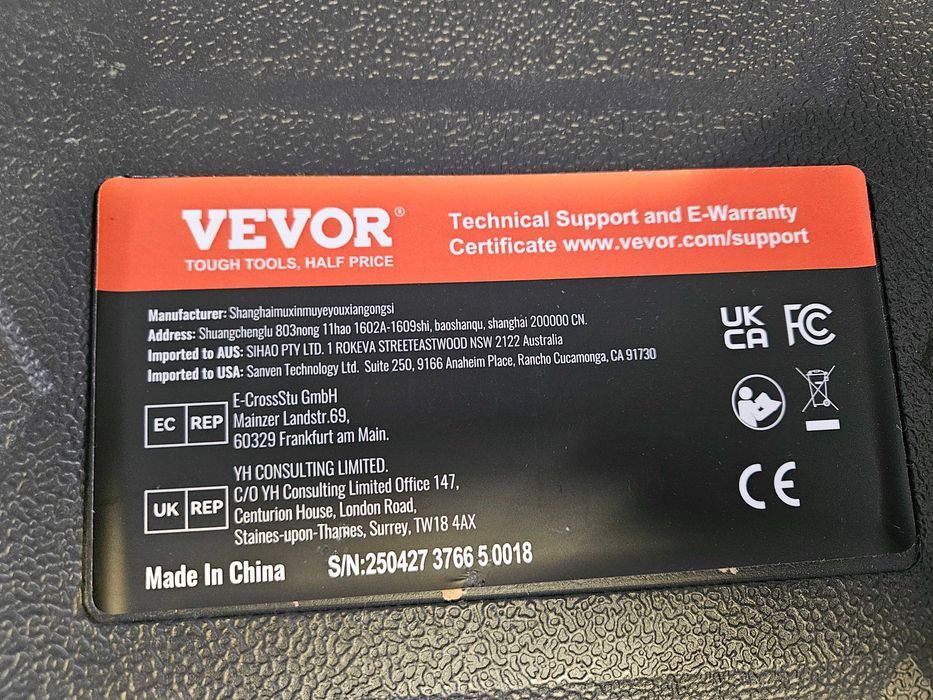 VEVOR®
TOUGH TOOLS, HALF PRICE
Technical Support and E-Warranty
Certificate www.vevor.com/support
Manufacturer: Shanghaimuxinmuyeyouxiangongsi
Address: Shuangchenglu 803nong 11hao 1602A-1609shi, baoshanqu, shanghai 200000 CN.
Imported to AUS: SIHAO PTY LTD. 1 ROKEVA STREETEASTWOOD NSW 2122 Australia
Imported to USA: Sanven Technology Ltd. Suite 250, 9166 Anaheim Place, Rancho Cucamonga, CA 91730
EC REP
E-CrossStu GmbH
Mainzer Landstr.69,
60329 Frankfurt am Main.
UK REP
YH CONSULTING LIMITED.
C/O YH Consulting Limited Office 147,
Centurion House, London Road,
Staines-upon-Thames, Surrey, TW18 4AX
Made In China
S/N:250427 3766 5 0018
UK
CA
FC
CE